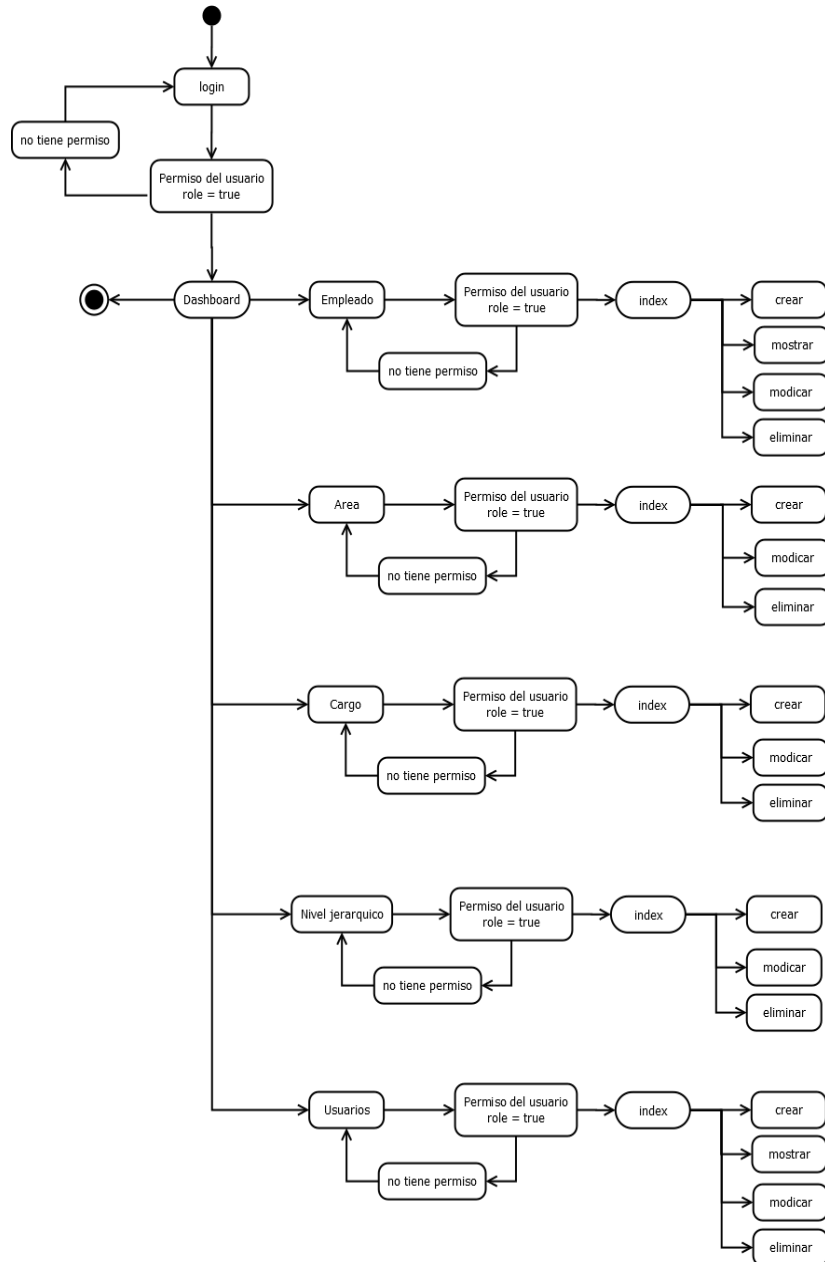 login
no tiene permiso
Permiso del usuario
role = true
Dashboard
Empleado
Permiso del usuario
role = true
index
crear
mostrar
modicar
eliminar
no tiene permiso
Area
Permiso del usuario
role = true
index
crear
modicar
eliminar
no tiene permiso
Cargo
Permiso del usuario
role = true
index
crear
modicar
eliminar
no tiene permiso
Nivel jerarquico
Permiso del usuario
role = true
index
crear
modicar
eliminar
no tiene permiso
Usuarios
Permiso del usuario
role = true
index
crear
mostrar
modicar
eliminar
no tiene permiso